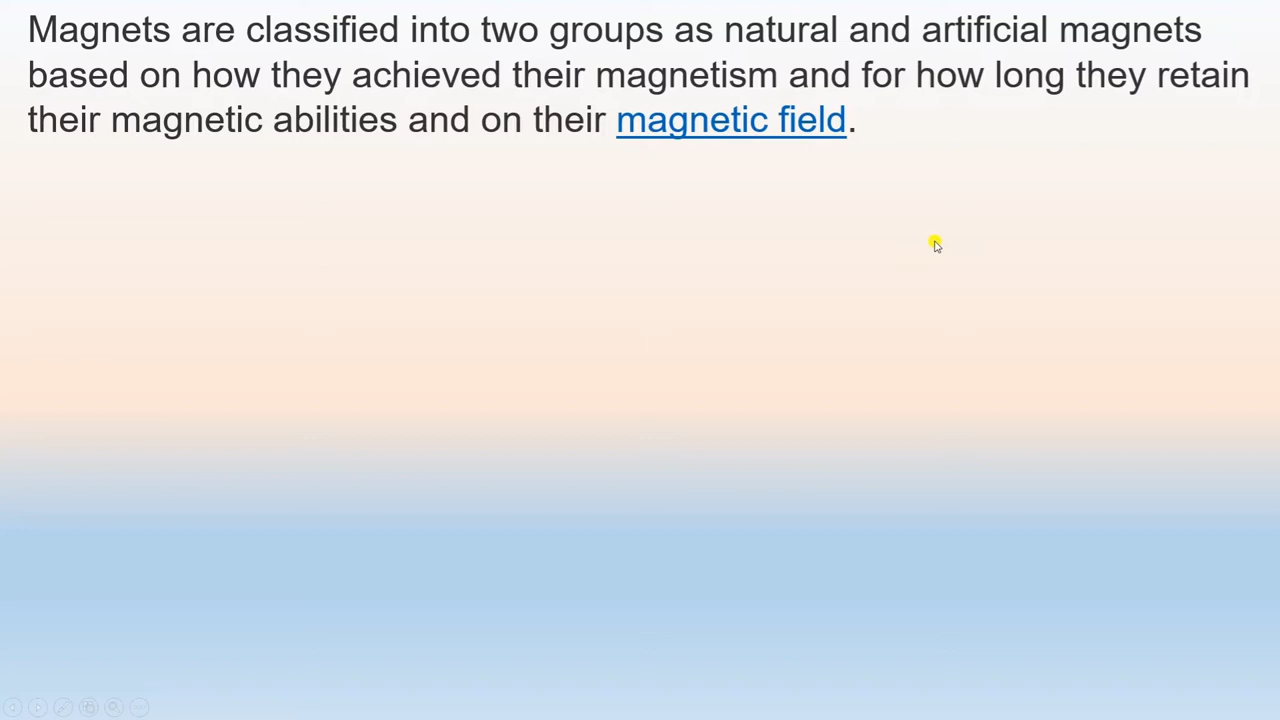 Magnets are classified into two groups as natural and artificial magnets
based on how they achieved their magnetism and for how long they retain
their magnetic abilities and on their magnetic field.